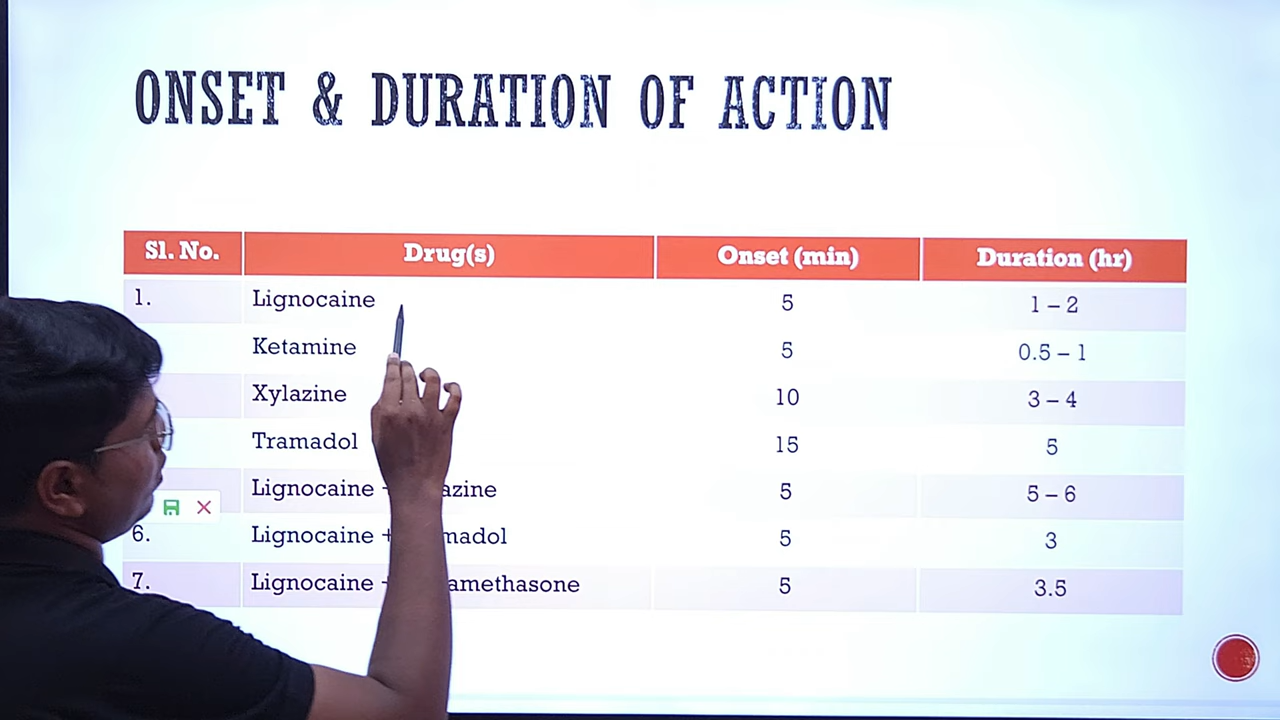 ONSET & DURATION OF ACTION
Sl. No. Drug(s) Onset (min) Duration (hr)
1. Lignocaine 5 1 – 2
Ketamine 5 0.5 – 1
Xylazine 10 3 – 4
Tramadol 15 5
Lignocaine 5 5 – 6
6. Lignocaine + 5 3
7. Lignocaine 5 3.5